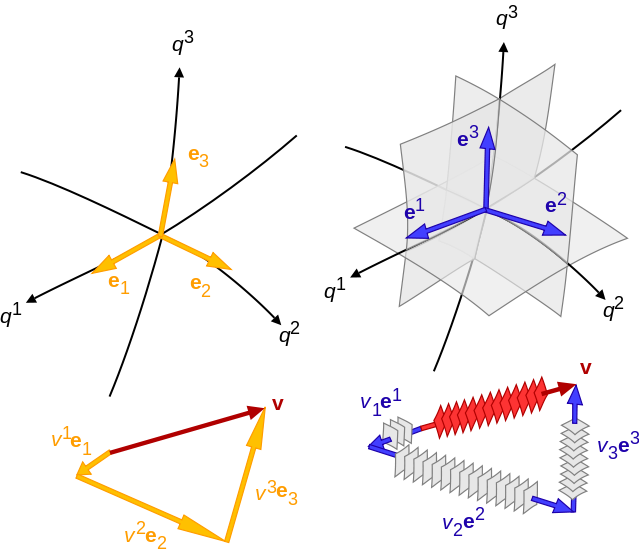 q³
e₃
e₁
e₂
q¹
q²
v
v¹e₁
v³e₃
v²e₂
q³
e³
e¹
e²
q¹
q²
v
v₁e¹
v₃e³
v₂e²